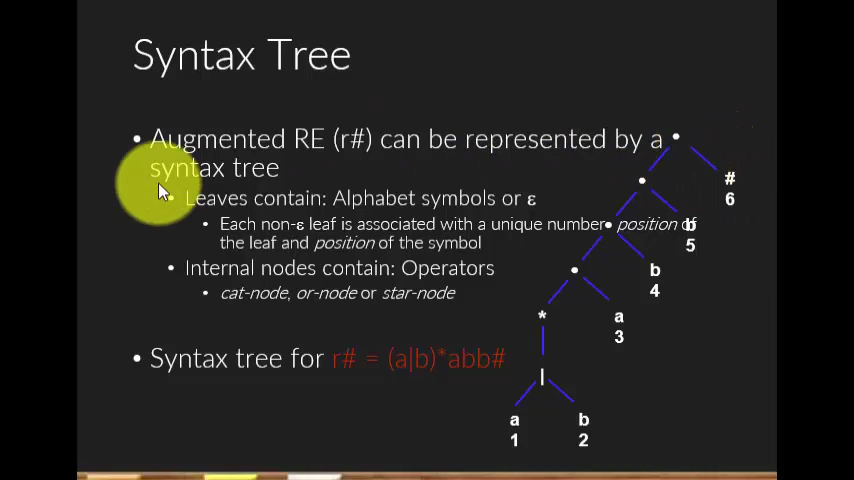 Syntax Tree
• Augmented RE (r#) can be represented by a
syntax tree
• Leaves contain: Alphabet symbols or ε
• Each non-ε leaf is associated with a unique number: position of
the leaf and position of the symbol
• Internal nodes contain: Operators
• cat-node, or-node or star-node
• Syntax tree for r# = (a|b)*abb#
•
• #
6
• b
5
• b
4
* a
3
|
a b
1 2